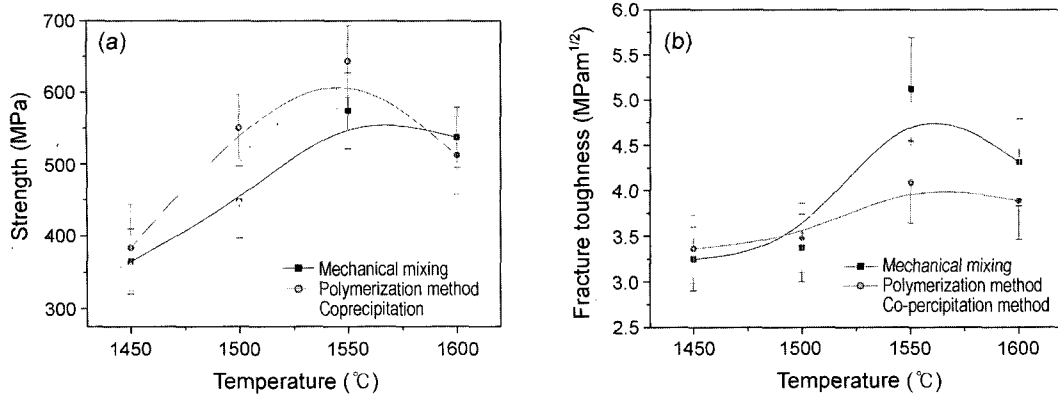 (a)
Strength (MPa)
700
600
500
400
300
Mechanical mixing
Polymerization method
Coprecipitation
1450 1500 1550 1600
Temperature (℃)
(b)
Fracture toughness (MPam1/2)
6.0
5.5
5.0
4.5
4.0
3.5
3.0
2.5
Mechanical mixing
Polymerization method
Co-percipitation method
1450 1500 1550 1600
Temperature (℃)